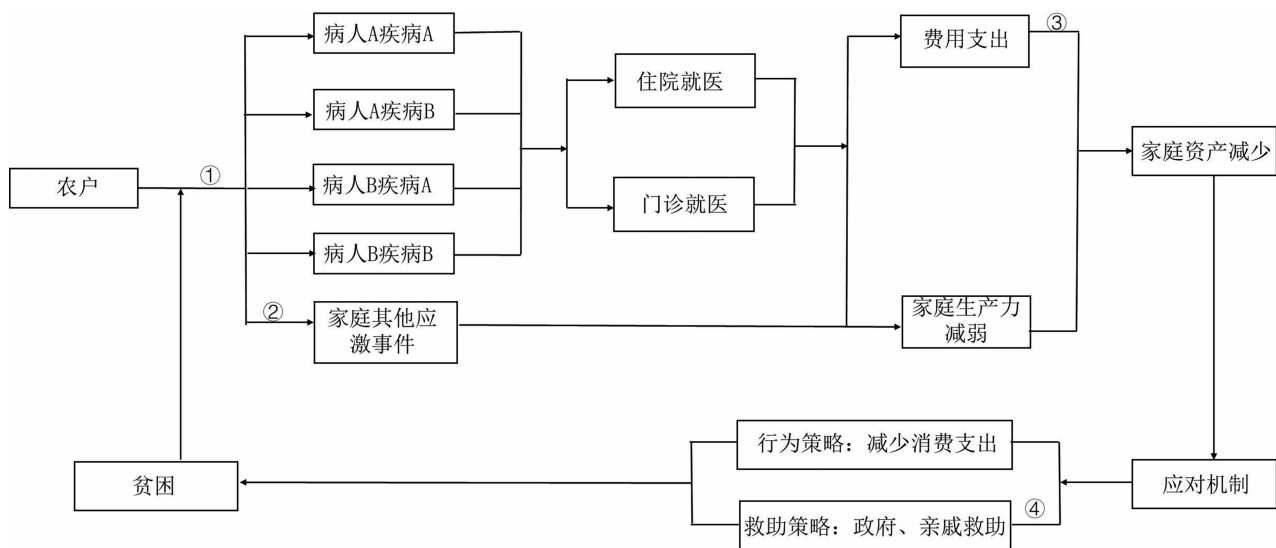 农户
①
病人A疾病A
病人A疾病B
病人B疾病A
病人B疾病B
②
家庭其他应
激事件
住院就医
门诊就医
费用支出
③
家庭生产力
减弱
家庭资产减少
应对机制
行为策略：减少消费支出
救助策略：政府、亲戚救助
④
贫困